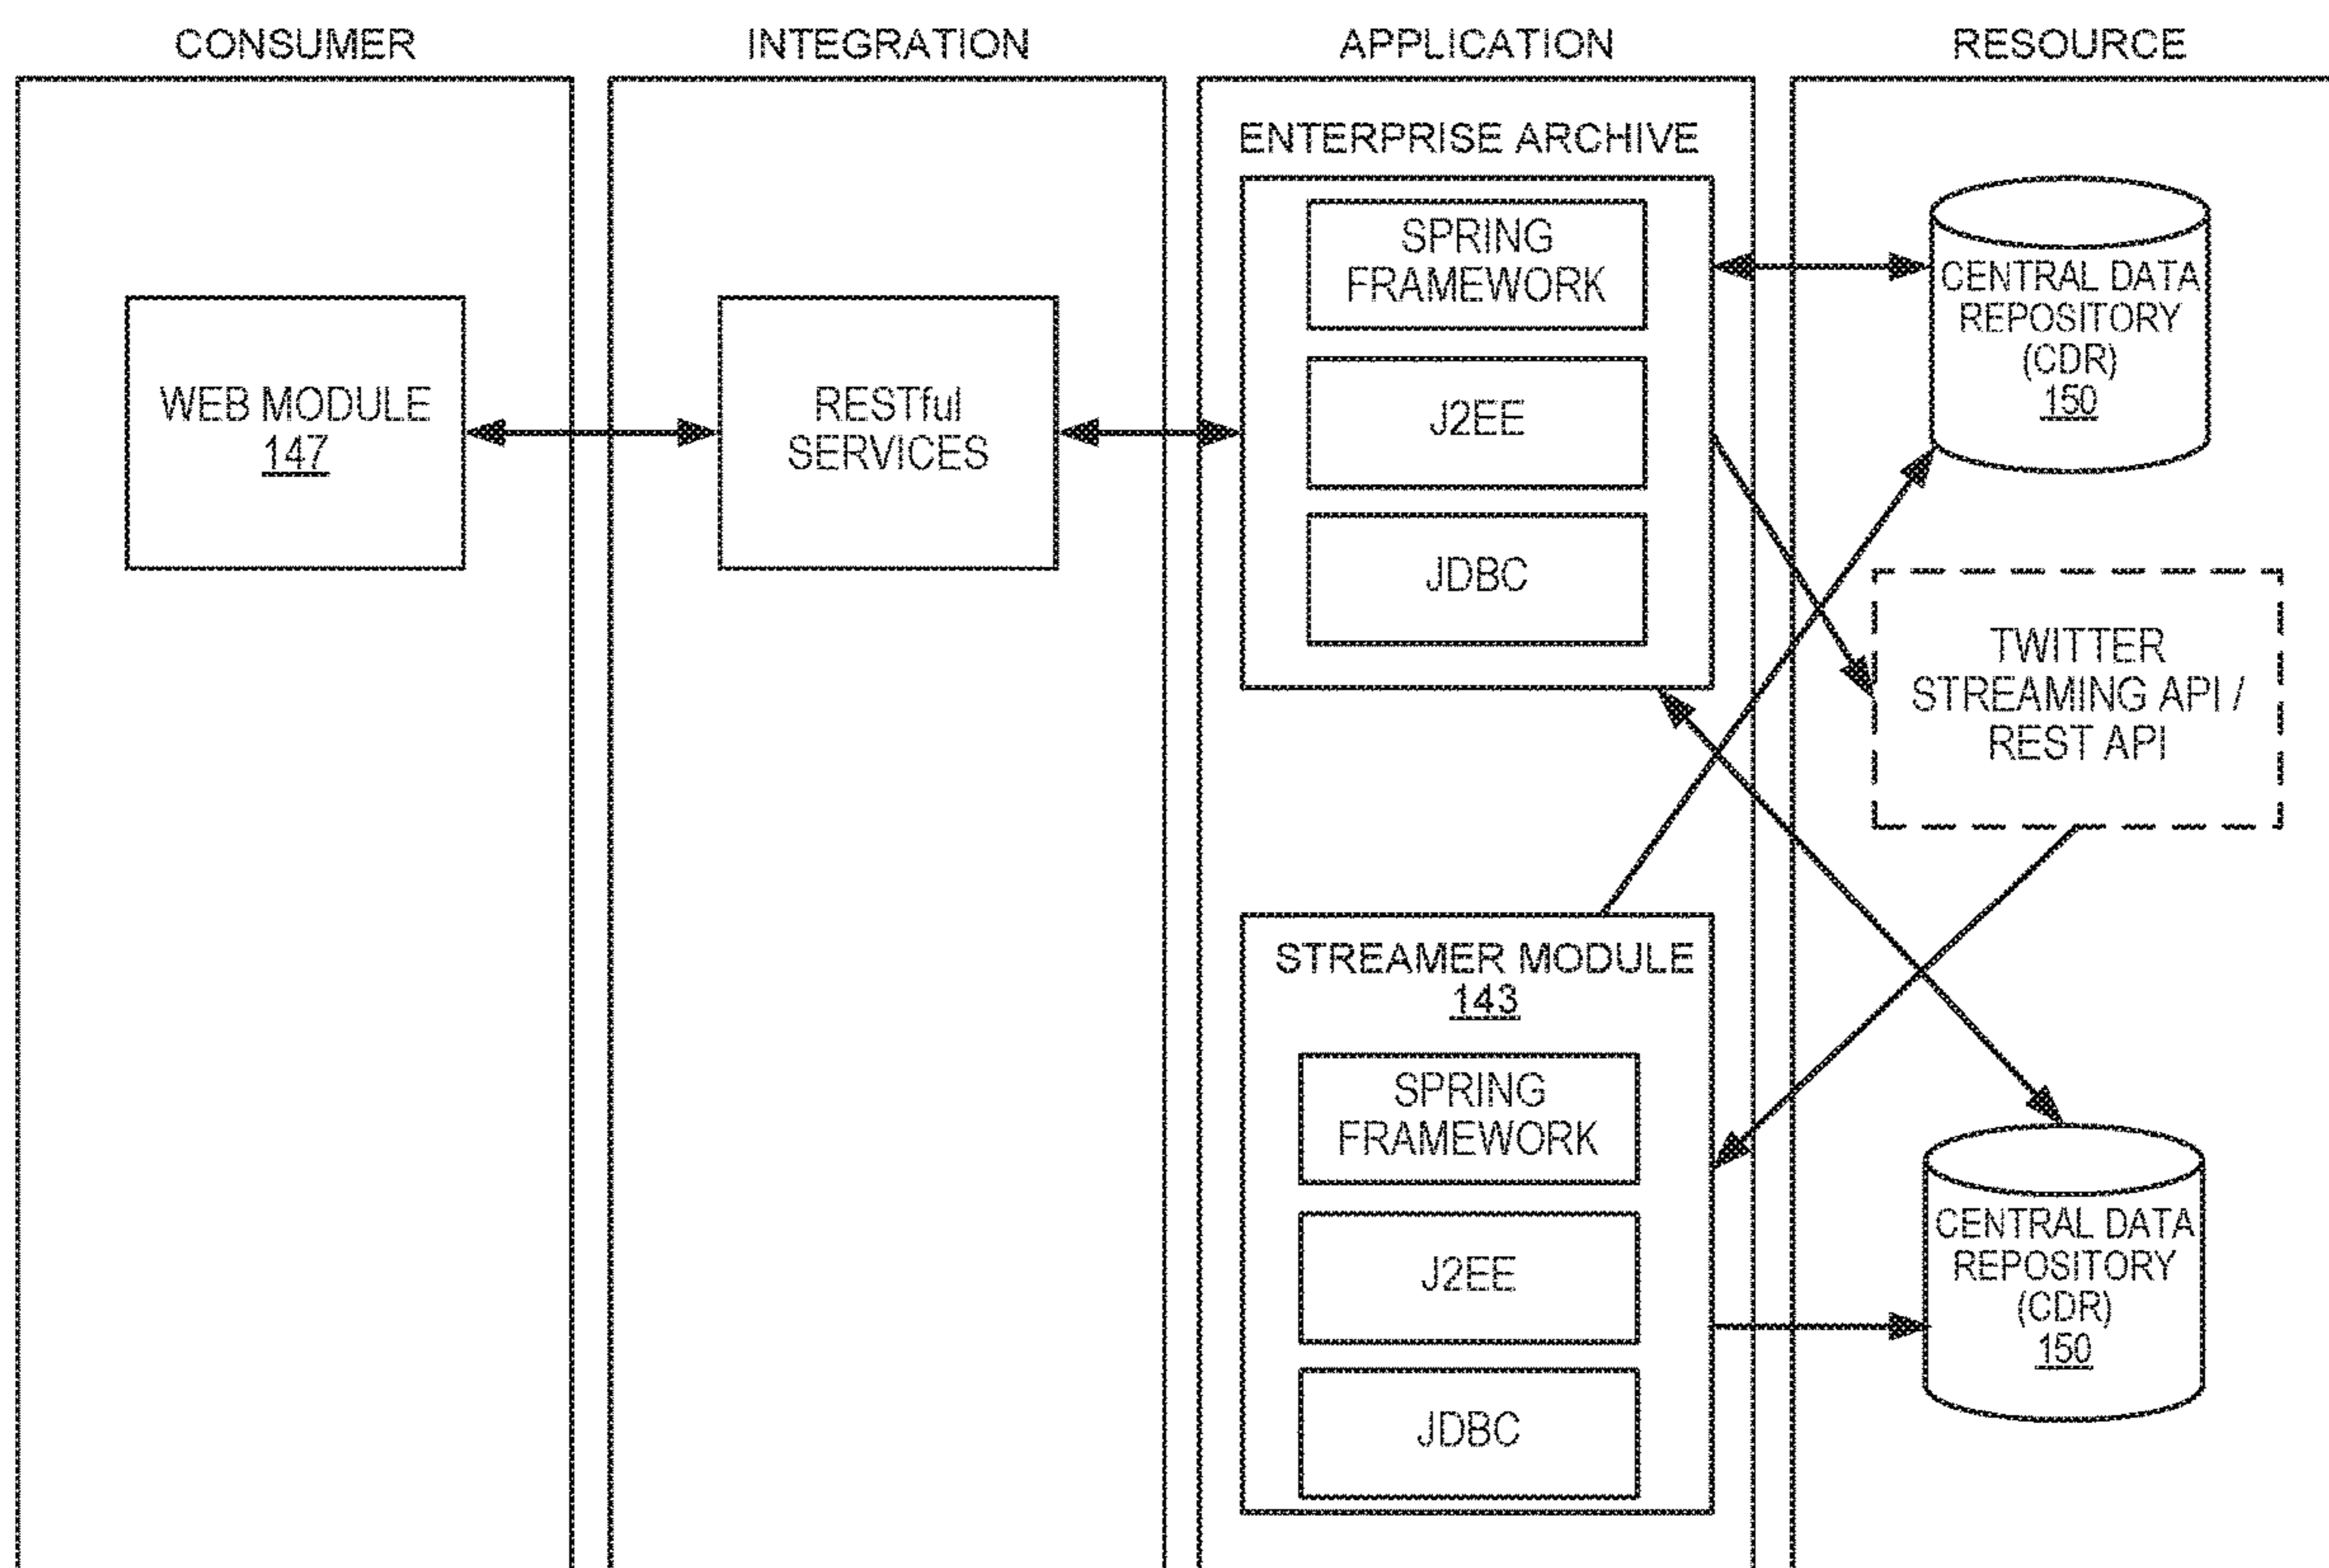 CONSUMER
INTEGRATION
APPLICATION
RESOURCE
WEB MODULE
147
RESTful
SERVICES
ENTERPRISE ARCHIVE
SPRING
FRAMEWORK
J2EE
JDBC
STREAMER MODULE
143
SPRING
FRAMEWORK
J2EE
JDBC
CENTRAL DATA
REPOSITORY
(CDR)
150
TWITTER
STREAMING API /
REST API
CENTRAL DATA
REPOSITORY
(CDR)
150